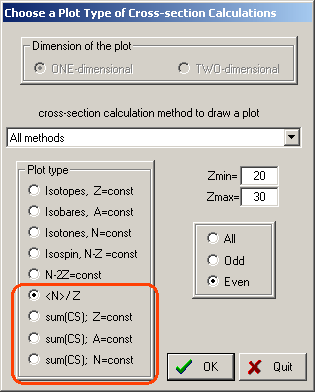 Choose a Plot Type of Cross-section Calculations
Dimension of the plot
ONE-dimensional
TWO-dimensional
cross-section calculation method to draw a plot
All methods
Plot type
Isotopes, Z=const
Isobares, A=const
Isotones, N=const
Isospin, N-Z =const
N-2Z=const
<N>/ Z
sum(CS); Z=const
sum(CS); A=const
sum(CS); N=const
Zmin= 20
Zmax= 30
All
Odd
Even
OK
Quit